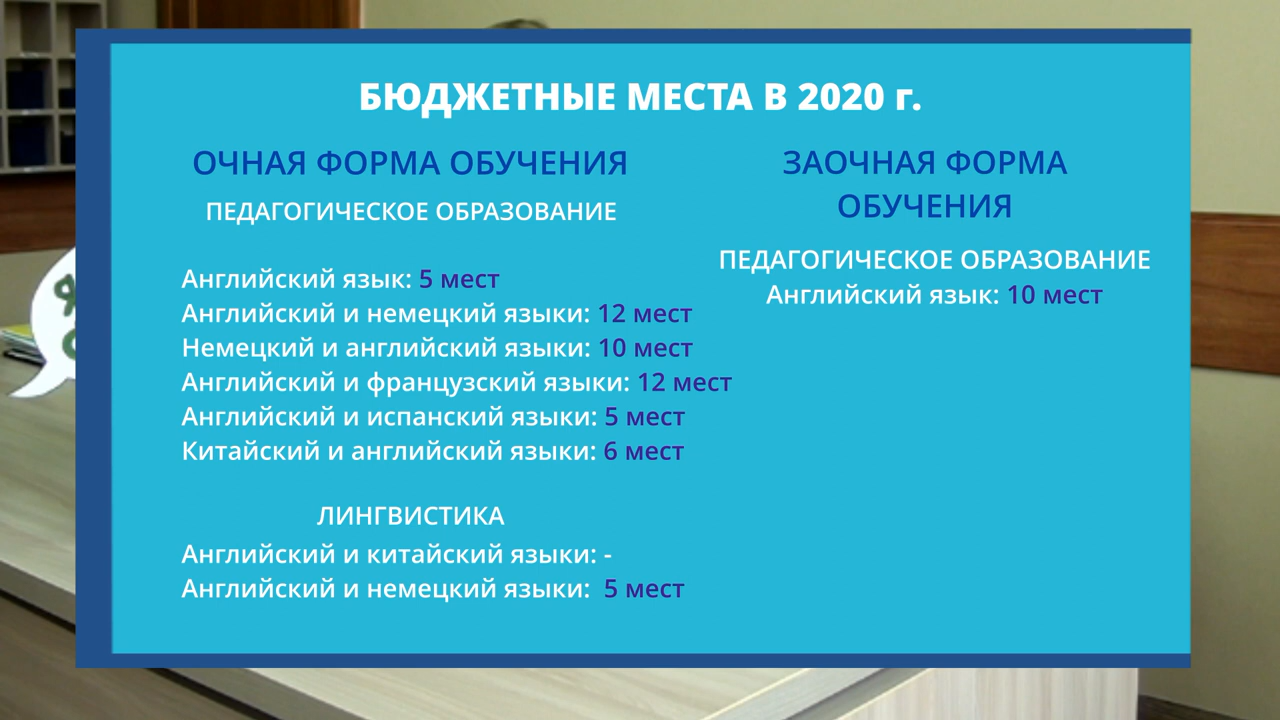 БЮДЖЕТНЫЕ МЕСТА В 2020 г.
ОЧНАЯ ФОРМА ОБУЧЕНИЯ
ПЕДАГОГИЧЕСКОЕ ОБРАЗОВАНИЕ
Английский язык: 5 мест
Английский и немецкий языки: 12 мест
Немецкий и английский языки: 10 мест
Английский и французский языки: 12 мест
Английский и испанский языки: 5 мест
Китайский и английский языки: 6 мест
ЛИНГВИСТИКА
Английский и китайский языки: -
Английский и немецкий языки: 5 мест
ЗАОЧНАЯ ФОРМА
ОБУЧЕНИЯ
ПЕДАГОГИЧЕСКОЕ ОБРАЗОВАНИЕ
Английский язык: 10 мест